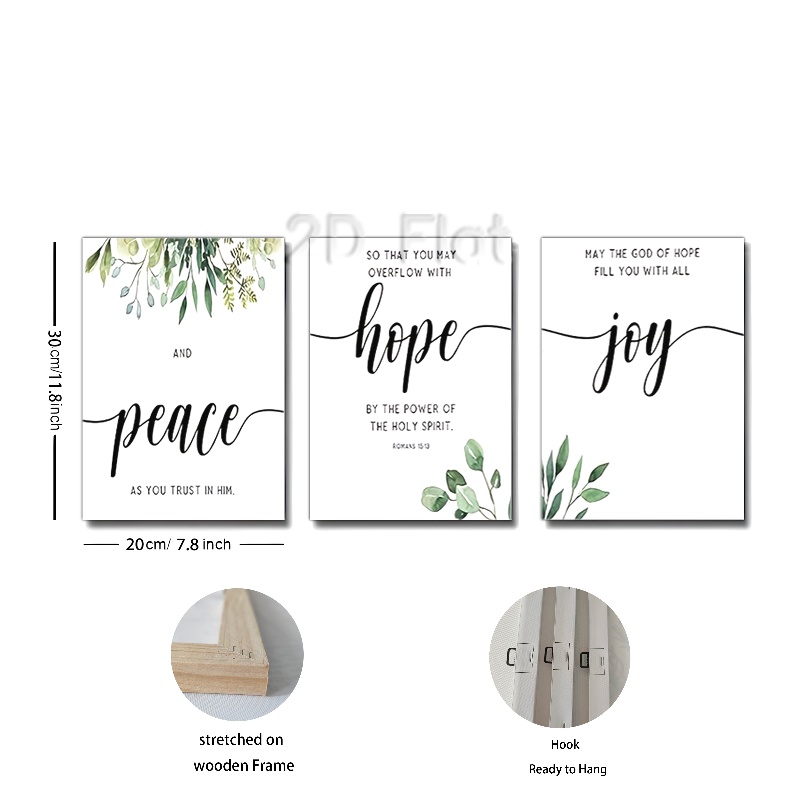 2D Flat
30cm/11.8inch
AND
peace
AS YOU TRUST IN HIM.
20cm/ 7.8 inch
SO THAT YOU MAY
OVERFLOW WITH
hope
BY THE POWER OF
THE HOLY SPIRIT.
ROMANS 15:13
MAY THE GOD OF HOPE
FILL YOU WITH ALL
joy
stretched on
wooden Frame
Hook
Ready to Hang